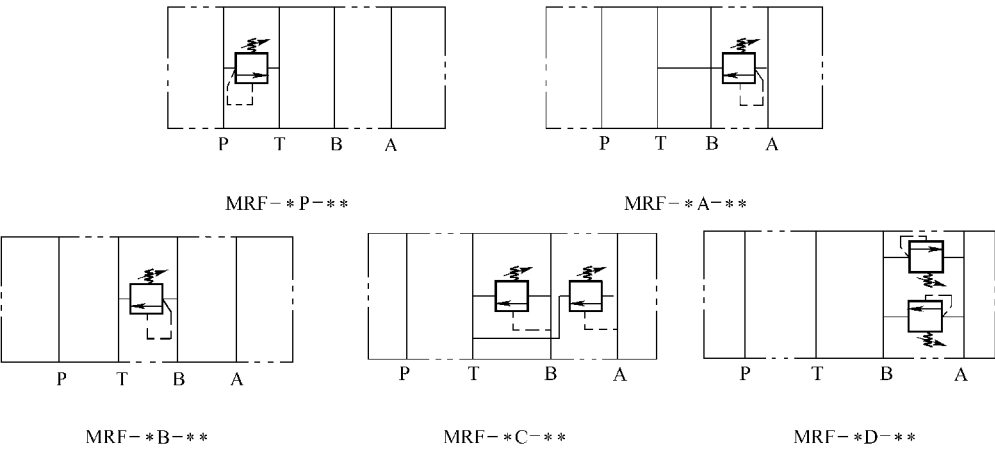 P T B A
P T B A
MRF-*P-**
MRF-*A-**
P T B A
P T B A
P T B A
MRF-*B-**
MRF-*C-**
MRF-*D-**